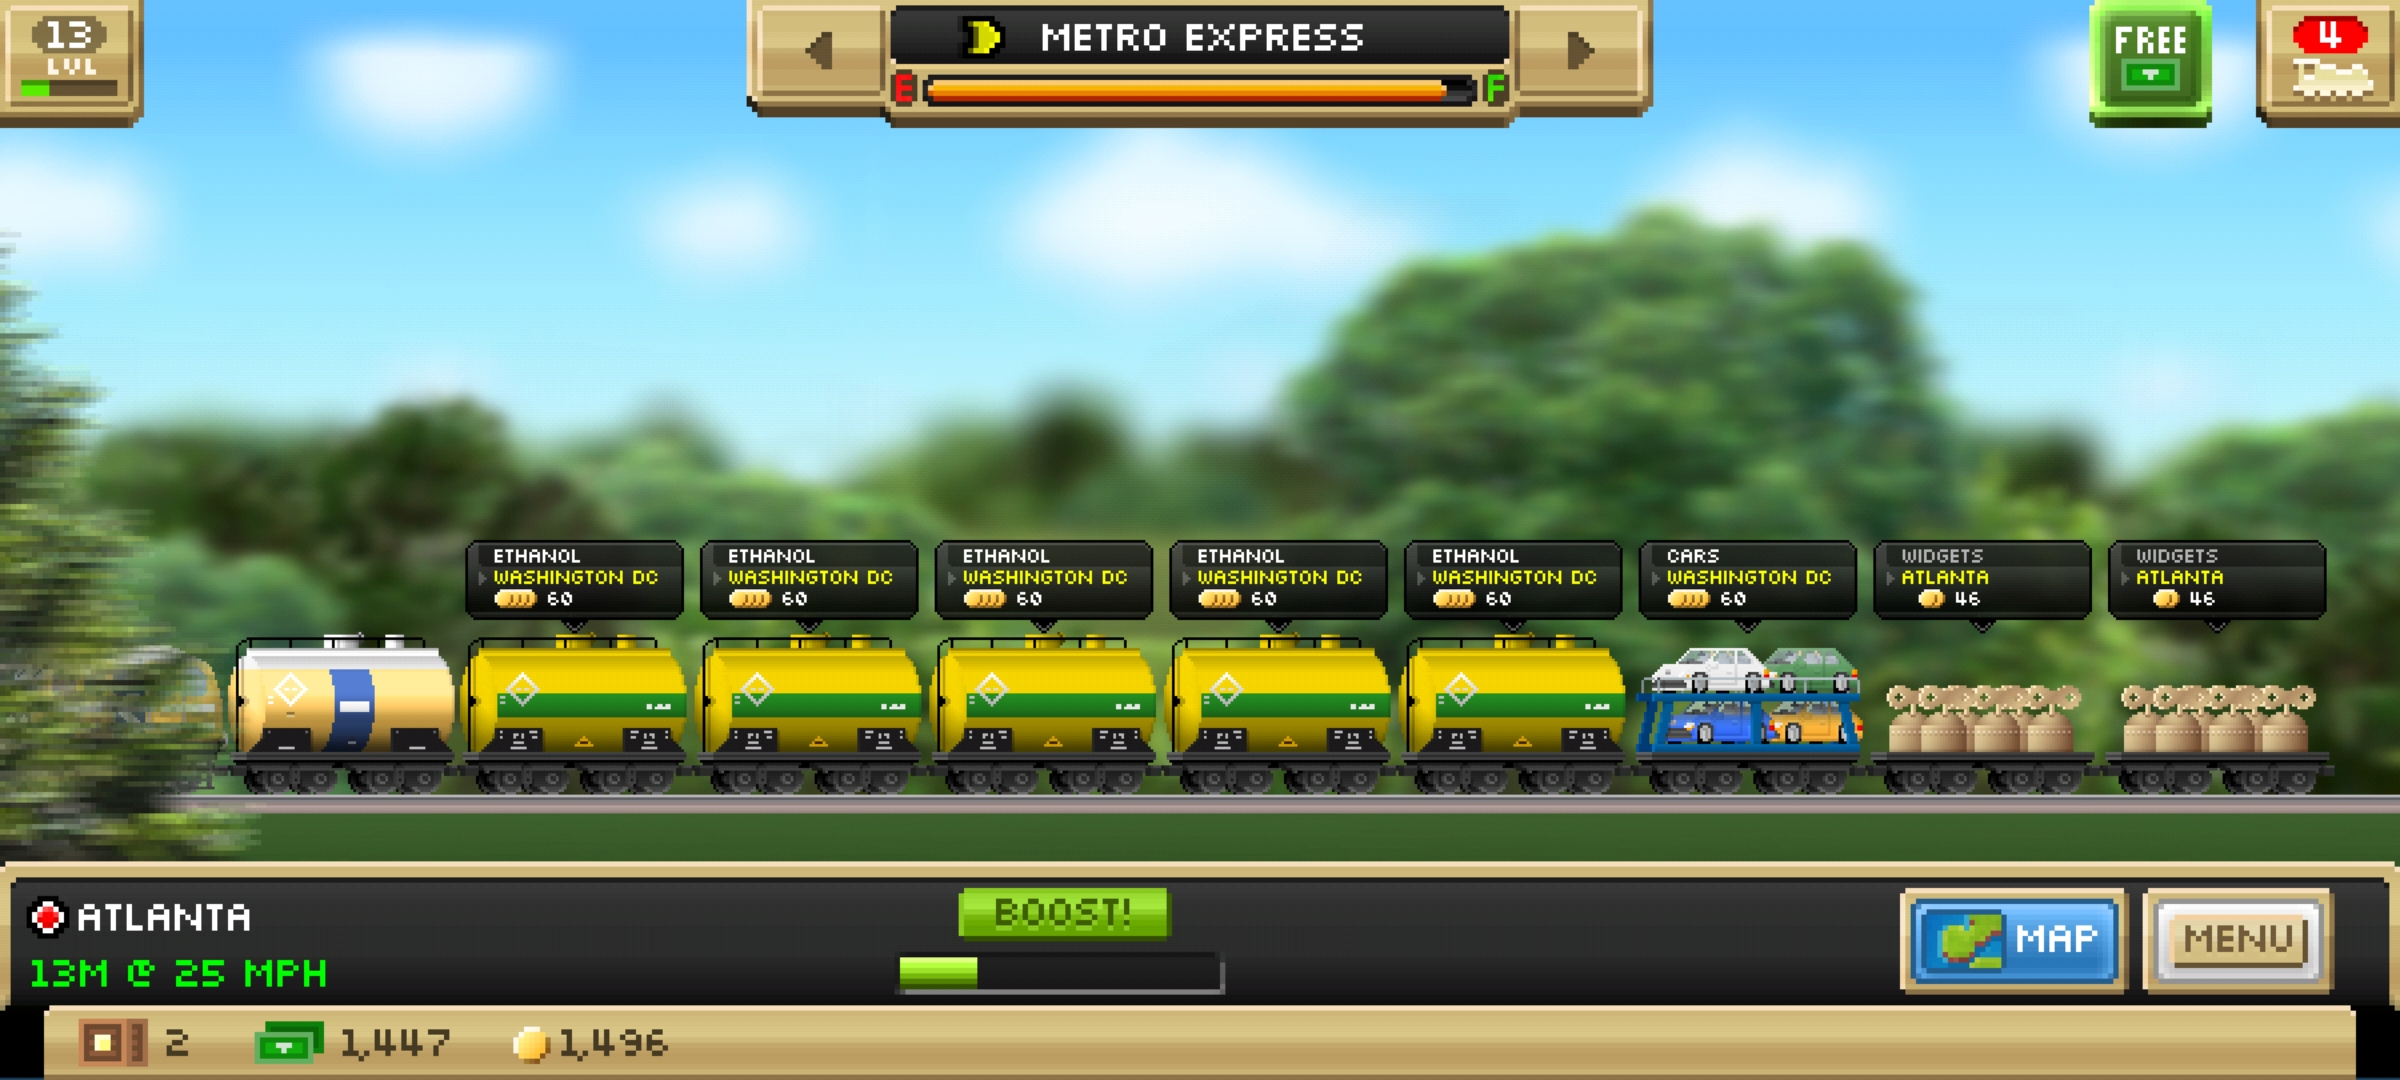 13
LVL
METRO EXPRESS
E
F
FREE
4
ETHANOL
WASHINGTON DC
60
ETHANOL
WASHINGTON DC
60
ETHANOL
WASHINGTON DC
60
ETHANOL
WASHINGTON DC
60
ETHANOL
WASHINGTON DC
60
CARS
WASHINGTON DC
60
WIDGETS
ATLANTA
46
WIDGETS
ATLANTA
46
ATLANTA
13M @ 25 MPH
BOOST!
MAP
MENU
2
1,447
1,496